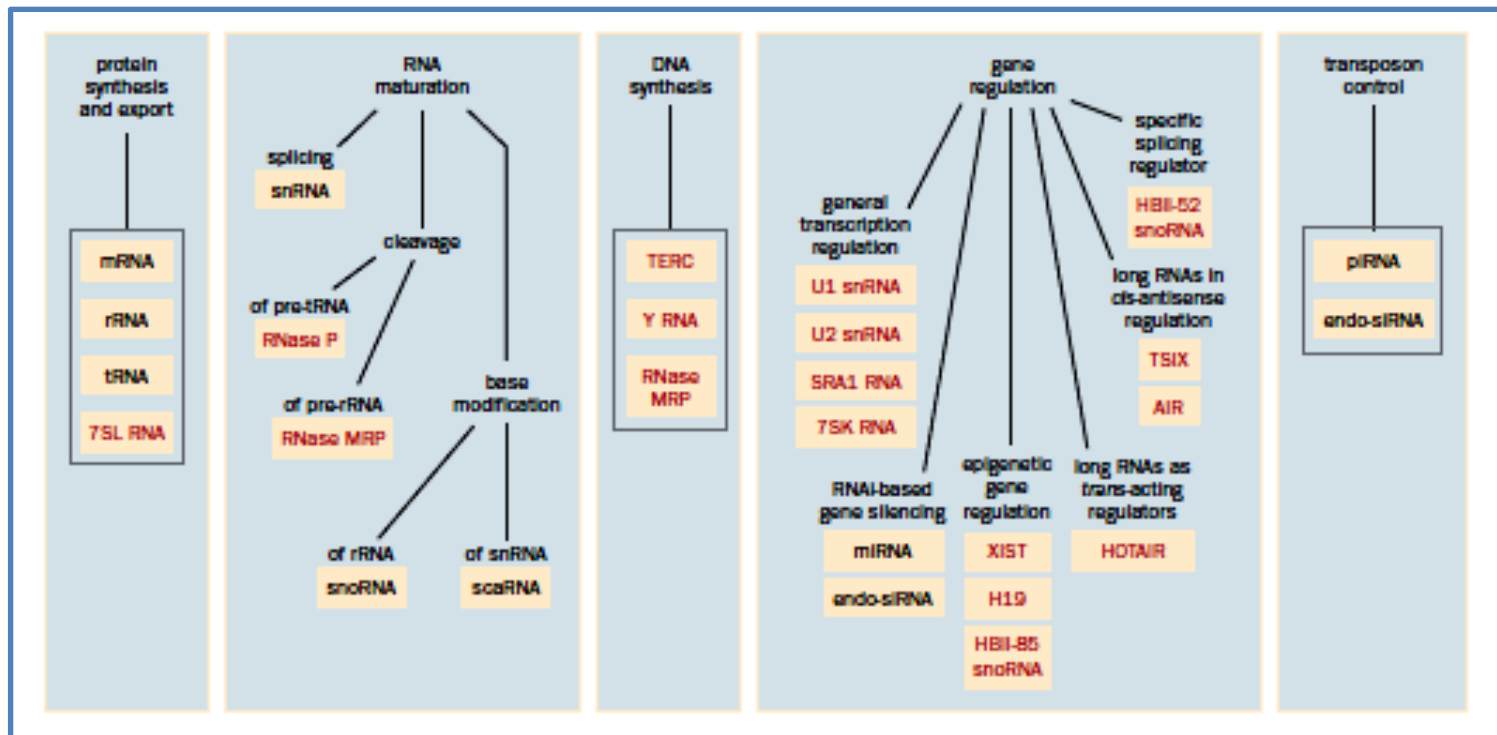 protein
synthesis
and export
mRNA
rRNA
tRNA
7SL RNA
RNA
maturation
splicing
snRNA
cleavage
of pre-tRNA
RNase P
of pre-rRNA
RNase MRP
base
modification
of rRNA
snoRNA
of snRNA
scaRNA
DNA
synthesis
TERC
Y RNA
RNase
MRP
gene
regulation
general
transcription
regulation
U1 snRNA
U2 snRNA
SRA1 RNA
7SK RNA
RNAi-based
gene silencing
miRNA
endo-siRNA
epigenetic
gene
regulation
XIST
H19
HBII-85
snoRNA
long RNAs as
trans-acting
regulators
HOTAIR
long RNAs in
cis-antisense
regulation
TSIX
AIR
specific
splicing
regulator
HBII-52
snoRNA
transposon
control
piRNA
endo-siRNA